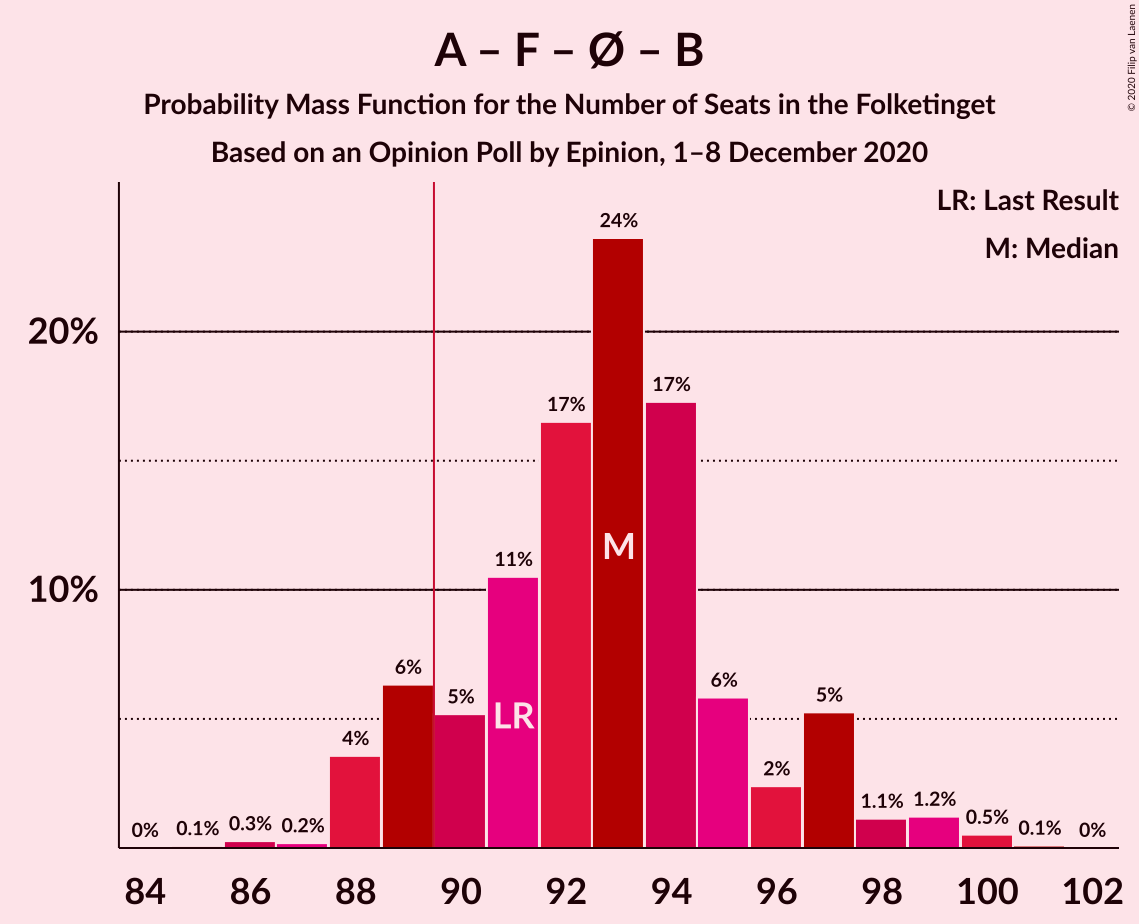 A – F – Ø – B
Probability Mass Function for the Number of Seats in the Folketinget
Based on an Opinion Poll by Epinion, 1–8 December 2020
© 2020 Filip van Laenen
LR: Last Result
M: Median
20%
10%
0%
0.1%
0.3%
0.2%
4%
6%
5%
11%
17%
24%
17%
6%
2%
5%
1.1%
1.2%
0.5%
0.1%
0%
LR
M
84 86 88 90 92 94 96 98 100 102